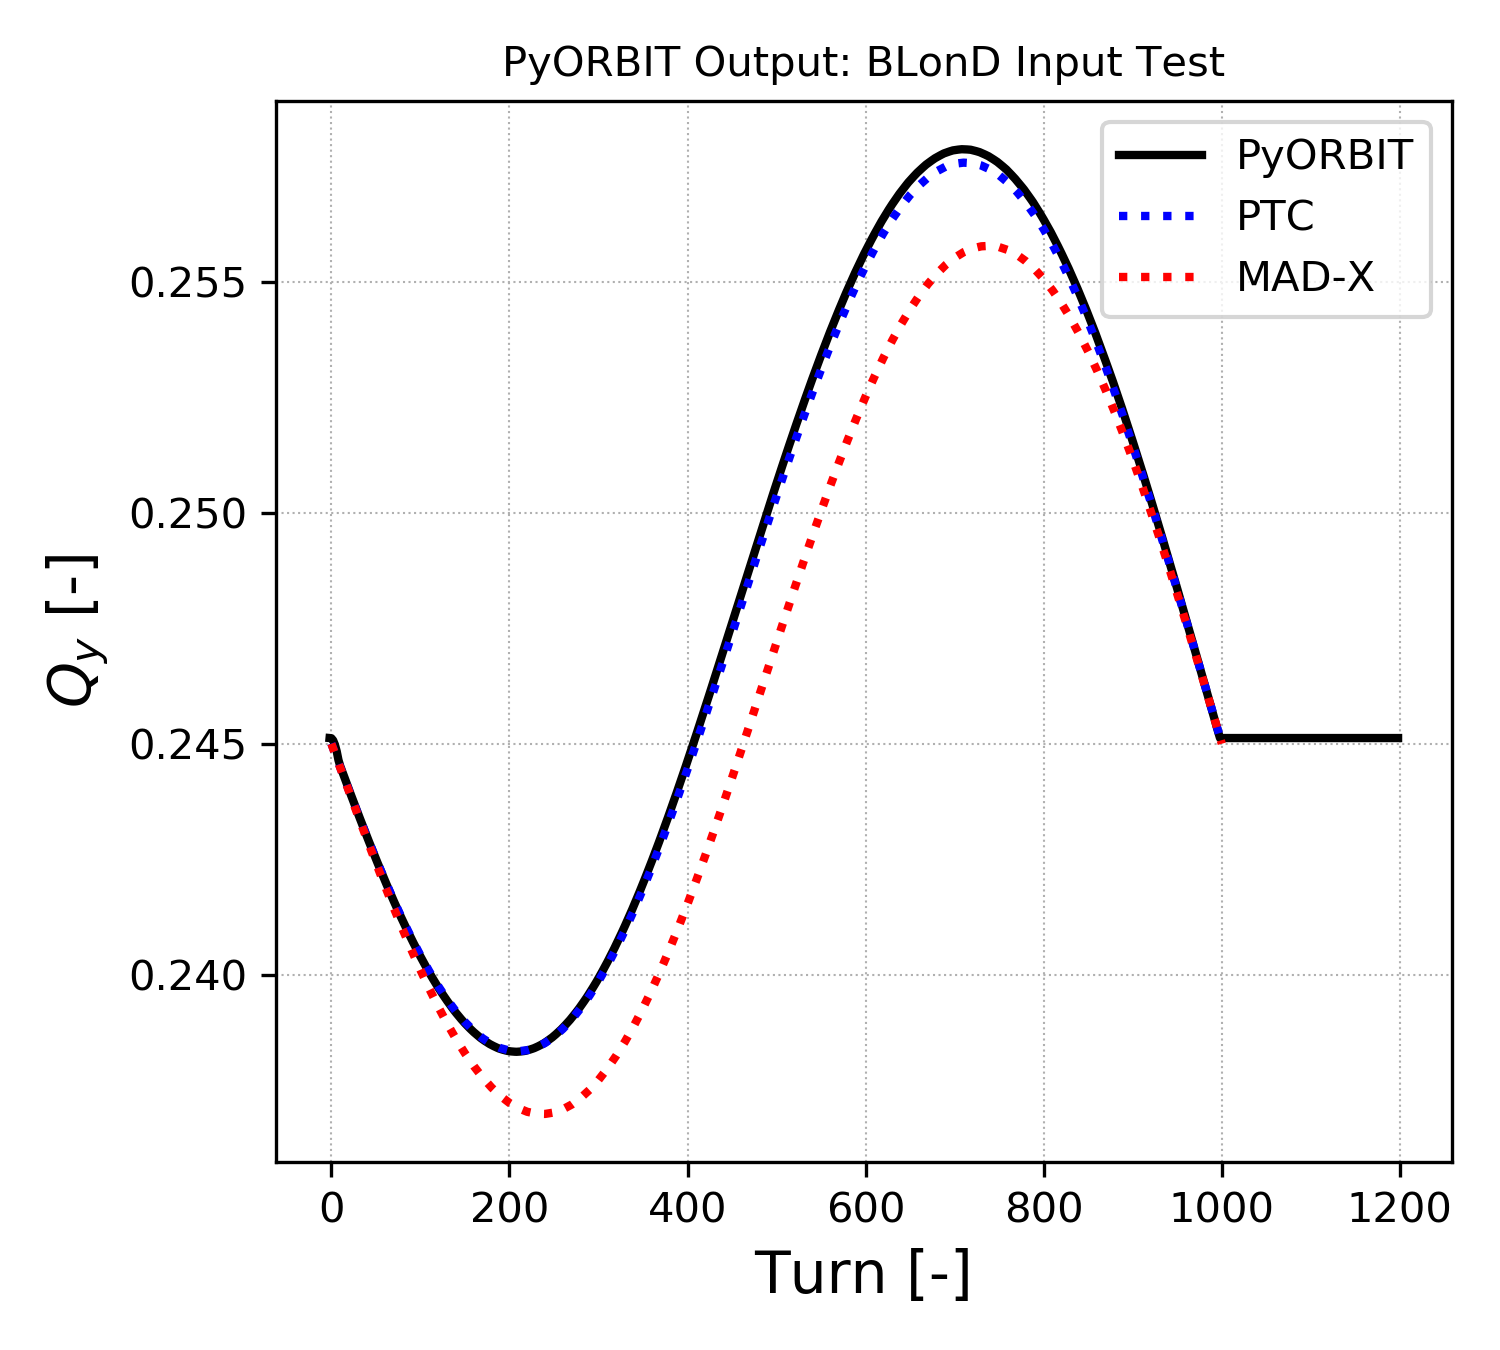 PyORBIT Output: BLonD Input Test
PyORBIT
PTC
MAD-X
0.255
0.250
0.245
0.240
Q_y [-]
0 200 400 600 800 1000 1200
Turn [-]